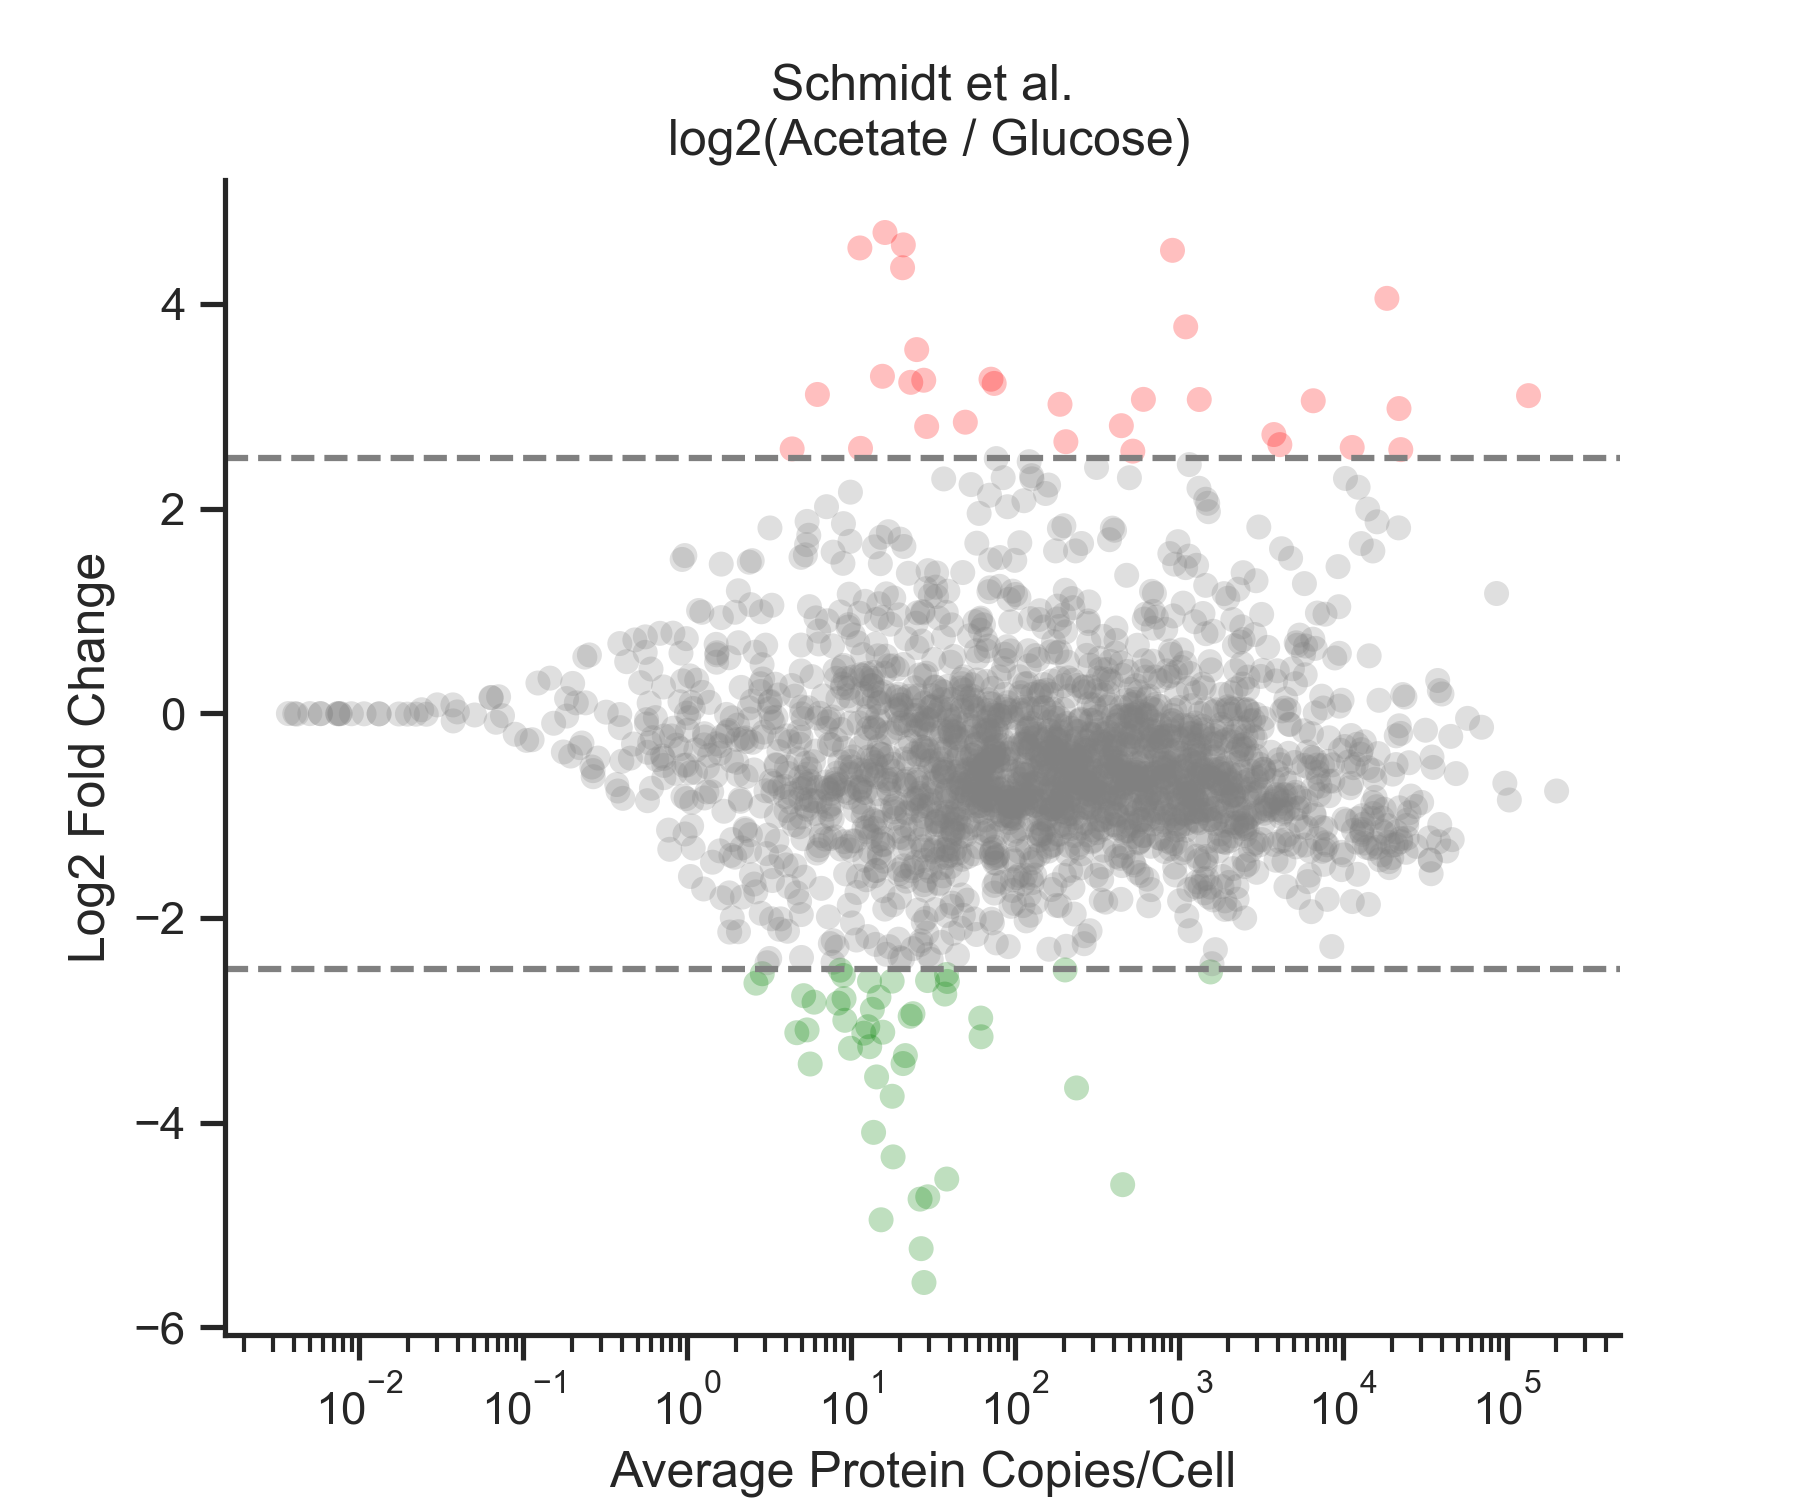 Schmidt et al.
log2(Acetate / Glucose)
Log2 Fold Change
4
2
0
−2
−4
−6
10⁻² 10⁻¹ 10⁰ 10¹ 10² 10³ 10⁴ 10⁵
Average Protein Copies/Cell